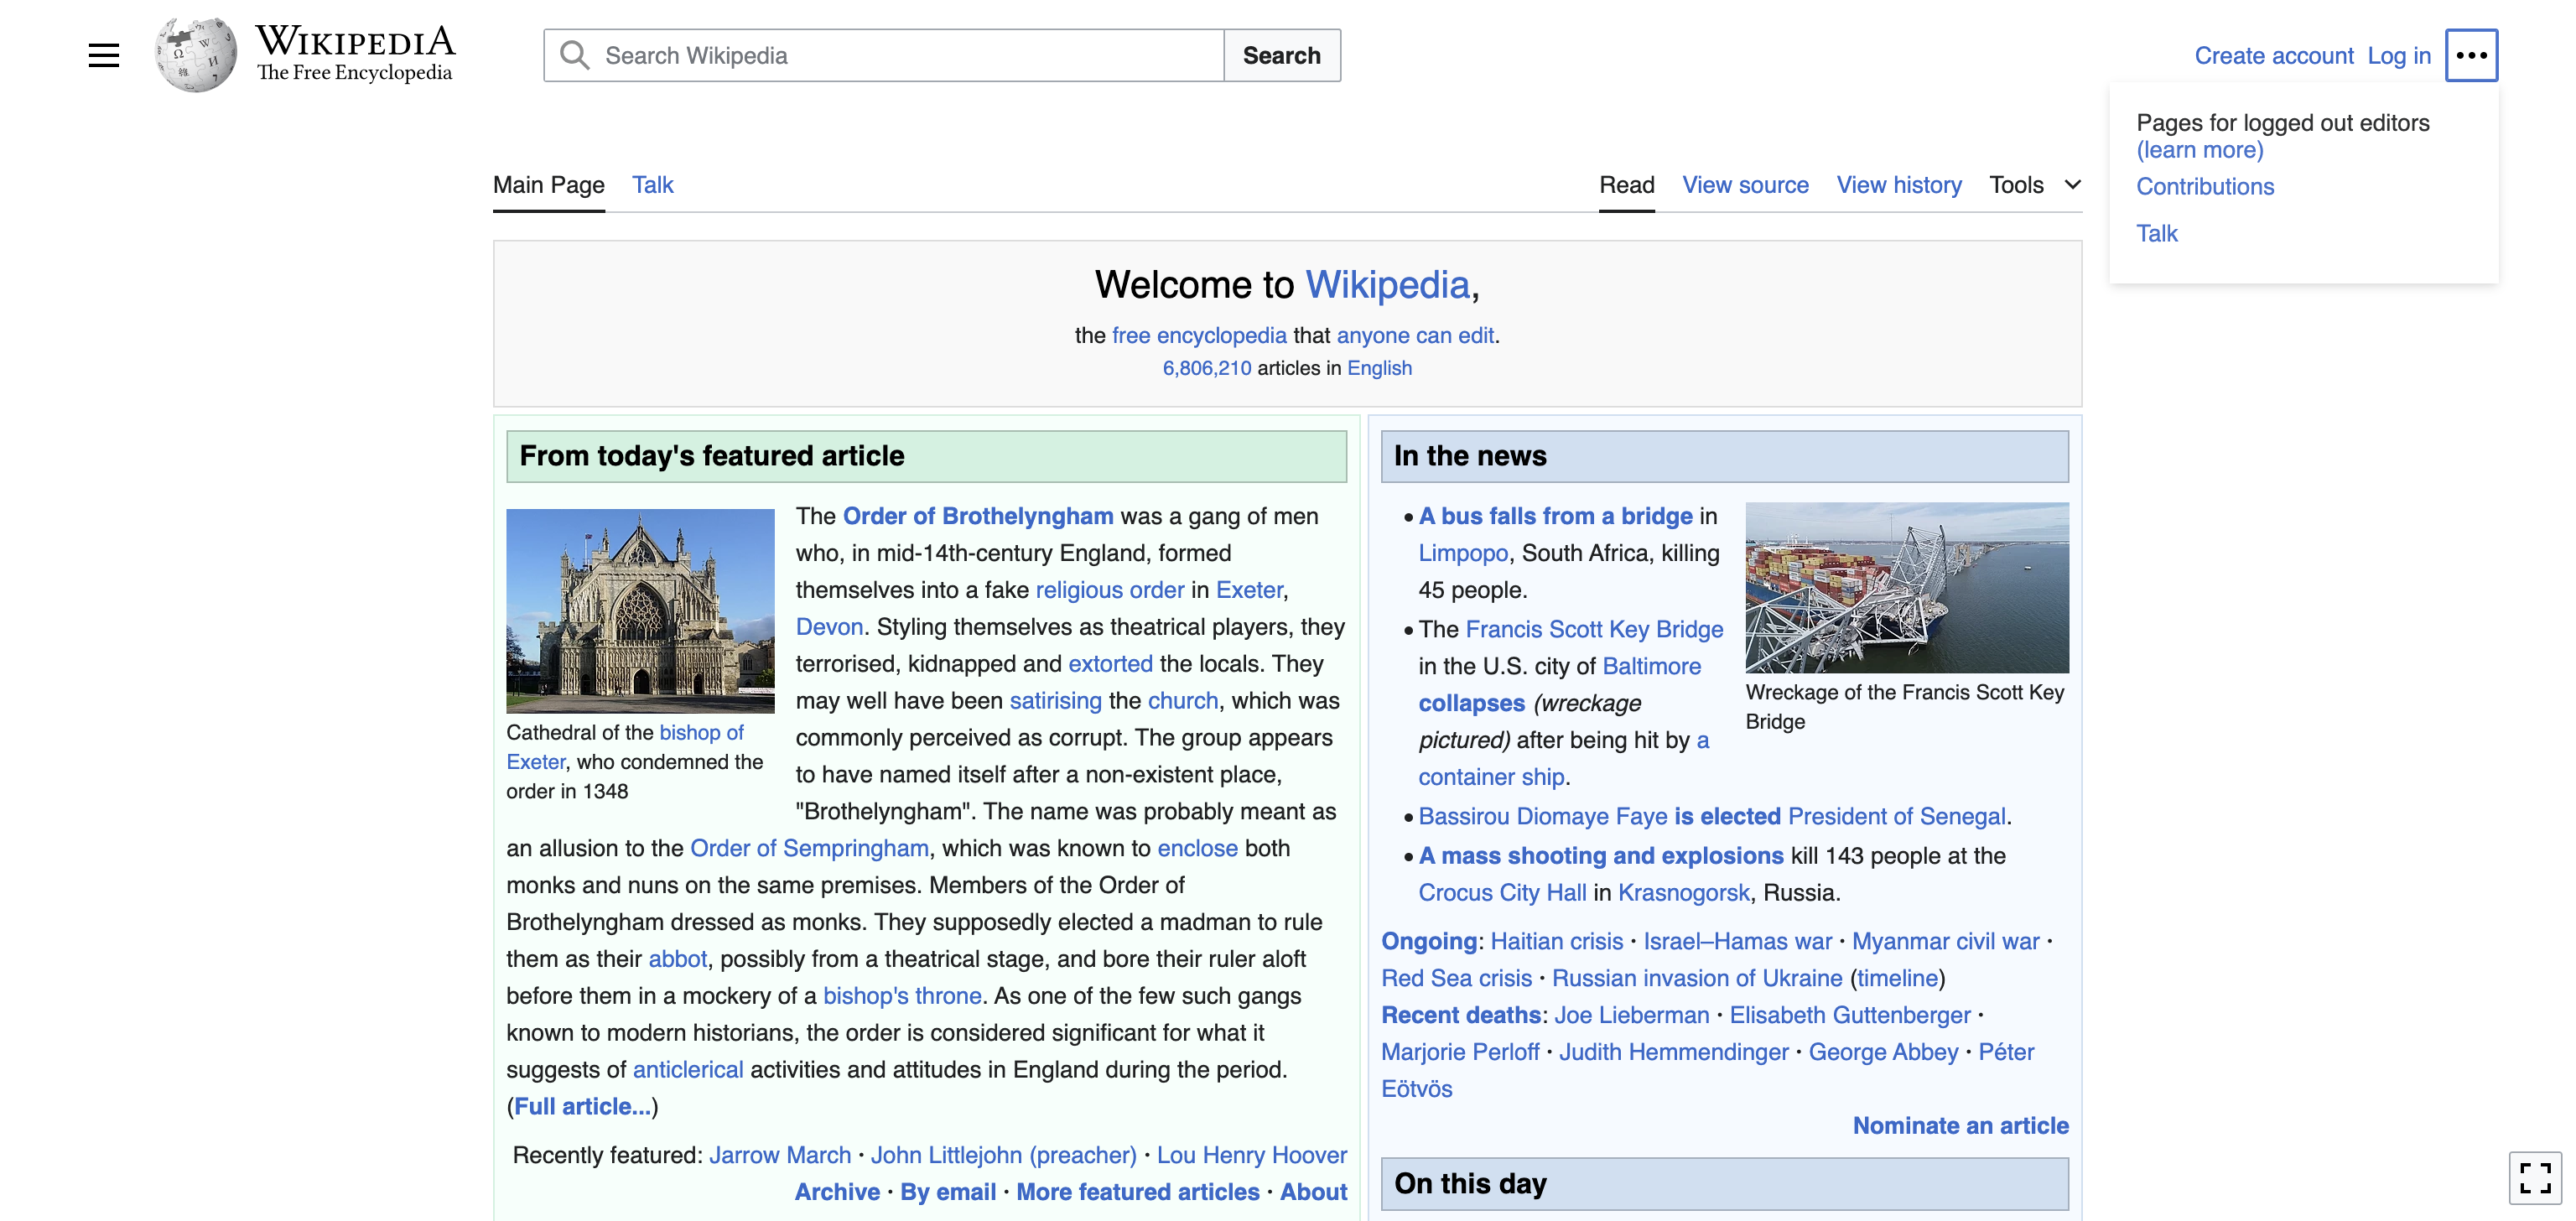 WIKIPEDIA
The Free Encyclopedia
Search Wikipedia
Search
Create account Log in
Pages for logged out editors
(learn more)
Contributions
Talk
Main Page Talk
Read View source View history Tools
Welcome to Wikipedia,
the free encyclopedia that anyone can edit.
6,806,210 articles in English
From today's featured article
The Order of Brothelyngham was a gang of men
who, in mid-14th-century England, formed
themselves into a fake religious order in Exeter,
Devon. Styling themselves as theatrical players, they
terrorised, kidnapped and extorted the locals. They
may well have been satirising the church, which was
commonly perceived as corrupt. The group appears
to have named itself after a non-existent place,
"Brothelyngham". The name was probably meant as
an allusion to the Order of Sempringham, which was known to enclose both
monks and nuns on the same premises. Members of the Order of
Brothelyngham dressed as monks. They supposedly elected a madman to rule
them as their abbot, possibly from a theatrical stage, and bore their ruler aloft
before them in a mockery of a bishop's throne. As one of the few such gangs
known to modern historians, the order is considered significant for what it
suggests of anticlerical activities and attitudes in England during the period.
(Full article...)
Cathedral of the bishop of
Exeter, who condemned the
order in 1348
Recently featured: Jarrow March · John Littlejohn (preacher) · Lou Henry Hoover
Archive · By email · More featured articles · About
In the news
• A bus falls from a bridge in
Limpopo, South Africa, killing
45 people.
• The Francis Scott Key Bridge
in the U.S. city of Baltimore
collapses (wreckage
pictured) after being hit by a
container ship.
Wreckage of the Francis Scott Key
Bridge
• Bassirou Diomaye Faye is elected President of Senegal.
• A mass shooting and explosions kill 143 people at the
Crocus City Hall in Krasnogorsk, Russia.
Ongoing: Haitian crisis · Israel–Hamas war · Myanmar civil war ·
Red Sea crisis · Russian invasion of Ukraine (timeline)
Recent deaths: Joe Lieberman · Elisabeth Guttenberger ·
Marjorie Perloff · Judith Hemmendinger · George Abbey · Péter
Eötvös
Nominate an article
On this day